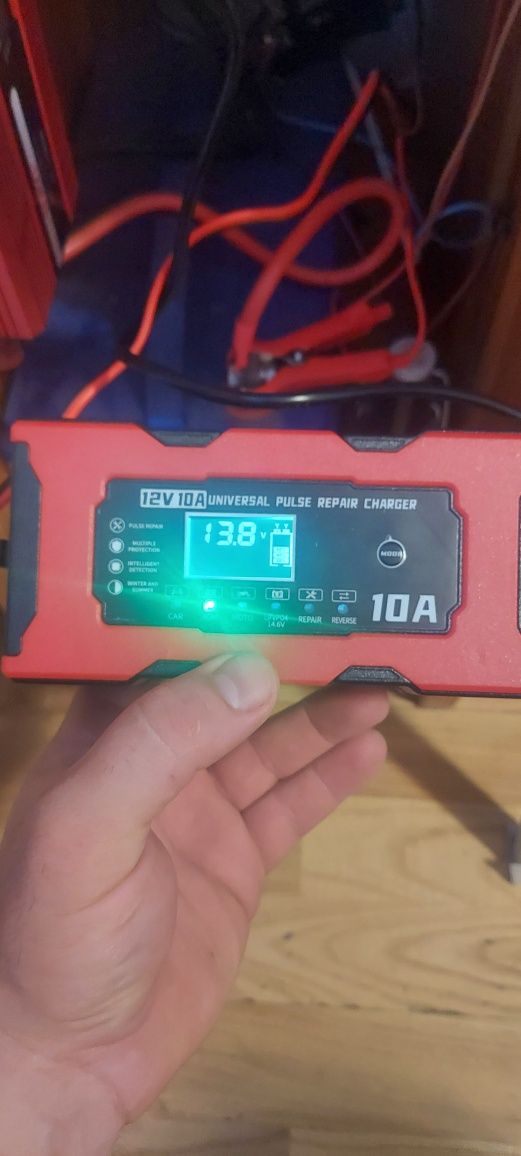 12V 10A UNIVERSAL PULSE REPAIR CHARGER
PULSE REPAIR
MULTIPLE
PROTECTION
INTELLIGENT
DETECTION
WINTER AND
SUMMER
13.8 V
MODE
CAR
MOTO
REPAIR
REVERSE
14.6V
10A